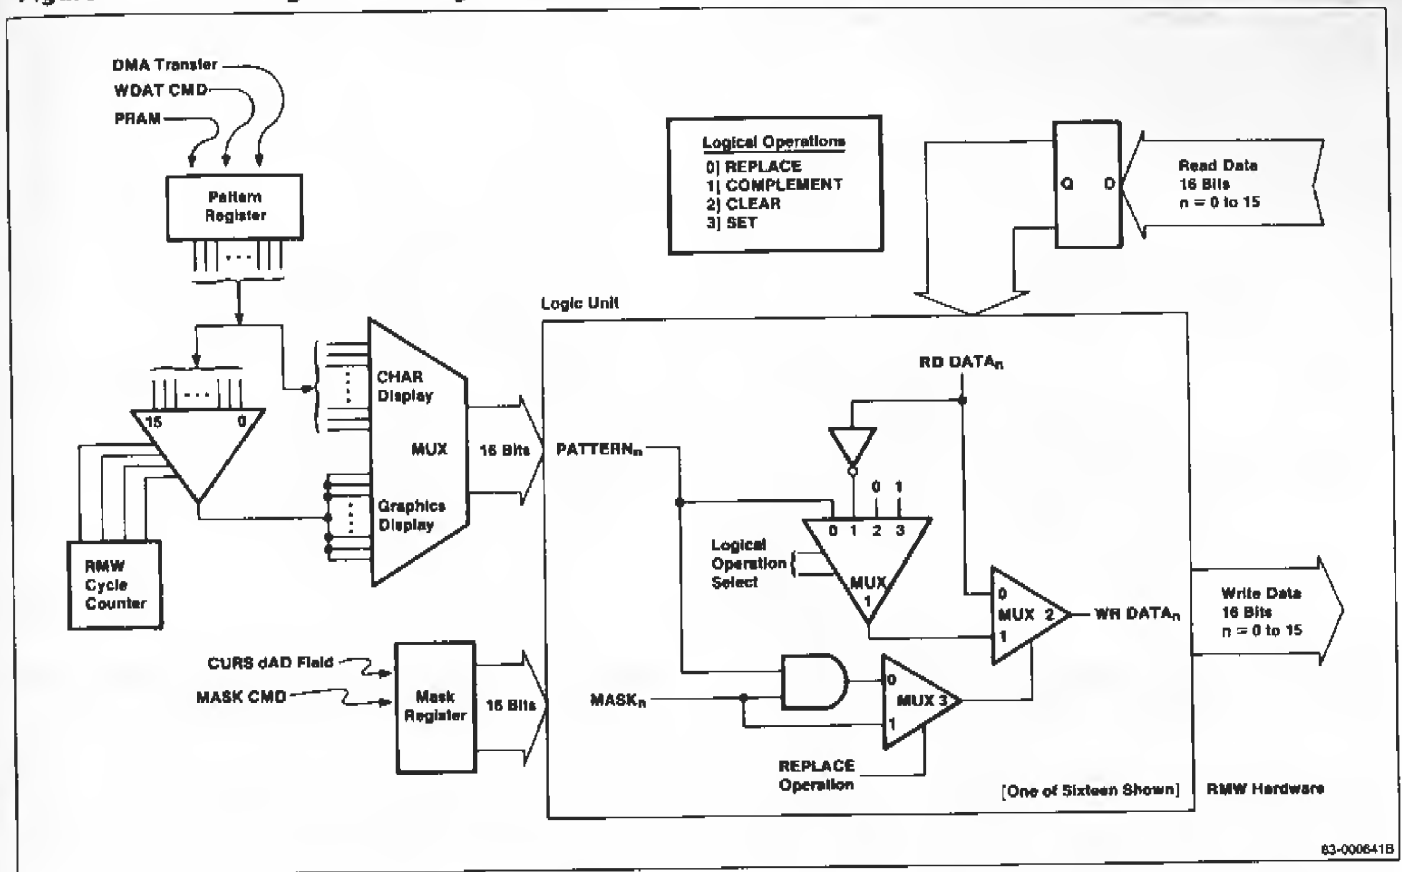 DMA Transfer
WDAT CMD
PRAM
Pattern
Register
Logical Operations
0] REPLACE
1] COMPLEMENT
2] CLEAR
3] SET
Q D
Read Data
16 Bits
n = 0 to 15
Logic Unit
15 0
CHAR
Display
MUX
Graphics
Display
16 Bits
RMW
Cycle
Counter
RD DATAn
PATTERNn
0 1
0 1 2 3
Logical
Operation
Select
MUX
1
0
MUX 2
1
WR DATAn
Write Data
16 Bits
n = 0 to 15
CURS dAD Field
MASK CMD
Mask
Register
16 Bits
MASKn
0
MUX 3
1
REPLACE
Operation
[One of Sixteen Shown]
RMW Hardware
83-000641B